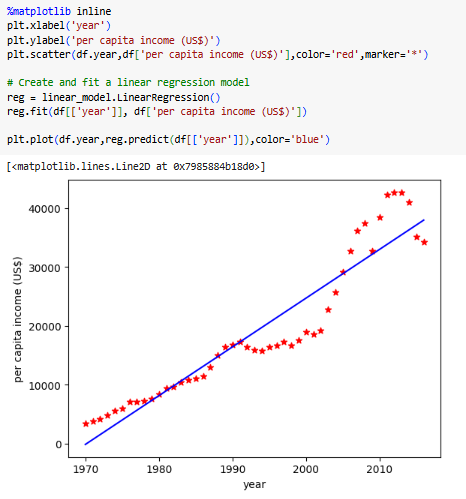 %matplotlib inline
plt.xlabel('year')
plt.ylabel('per capita income (US$)')
plt.scatter(df.year,df['per capita income (US$)'],color='red',marker='*')
# Create and fit a linear regression model
reg = linear_model.LinearRegression()
reg.fit(df[['year']], df['per capita income (US$)'])
plt.plot(df.year,reg.predict(df[['year']]),color='blue')
[<matplotlib.lines.Line2D at 0x7985884b18d0>]
40000
30000
20000
10000
0
per capita income (US$)
1970 1980 1990 2000 2010
year